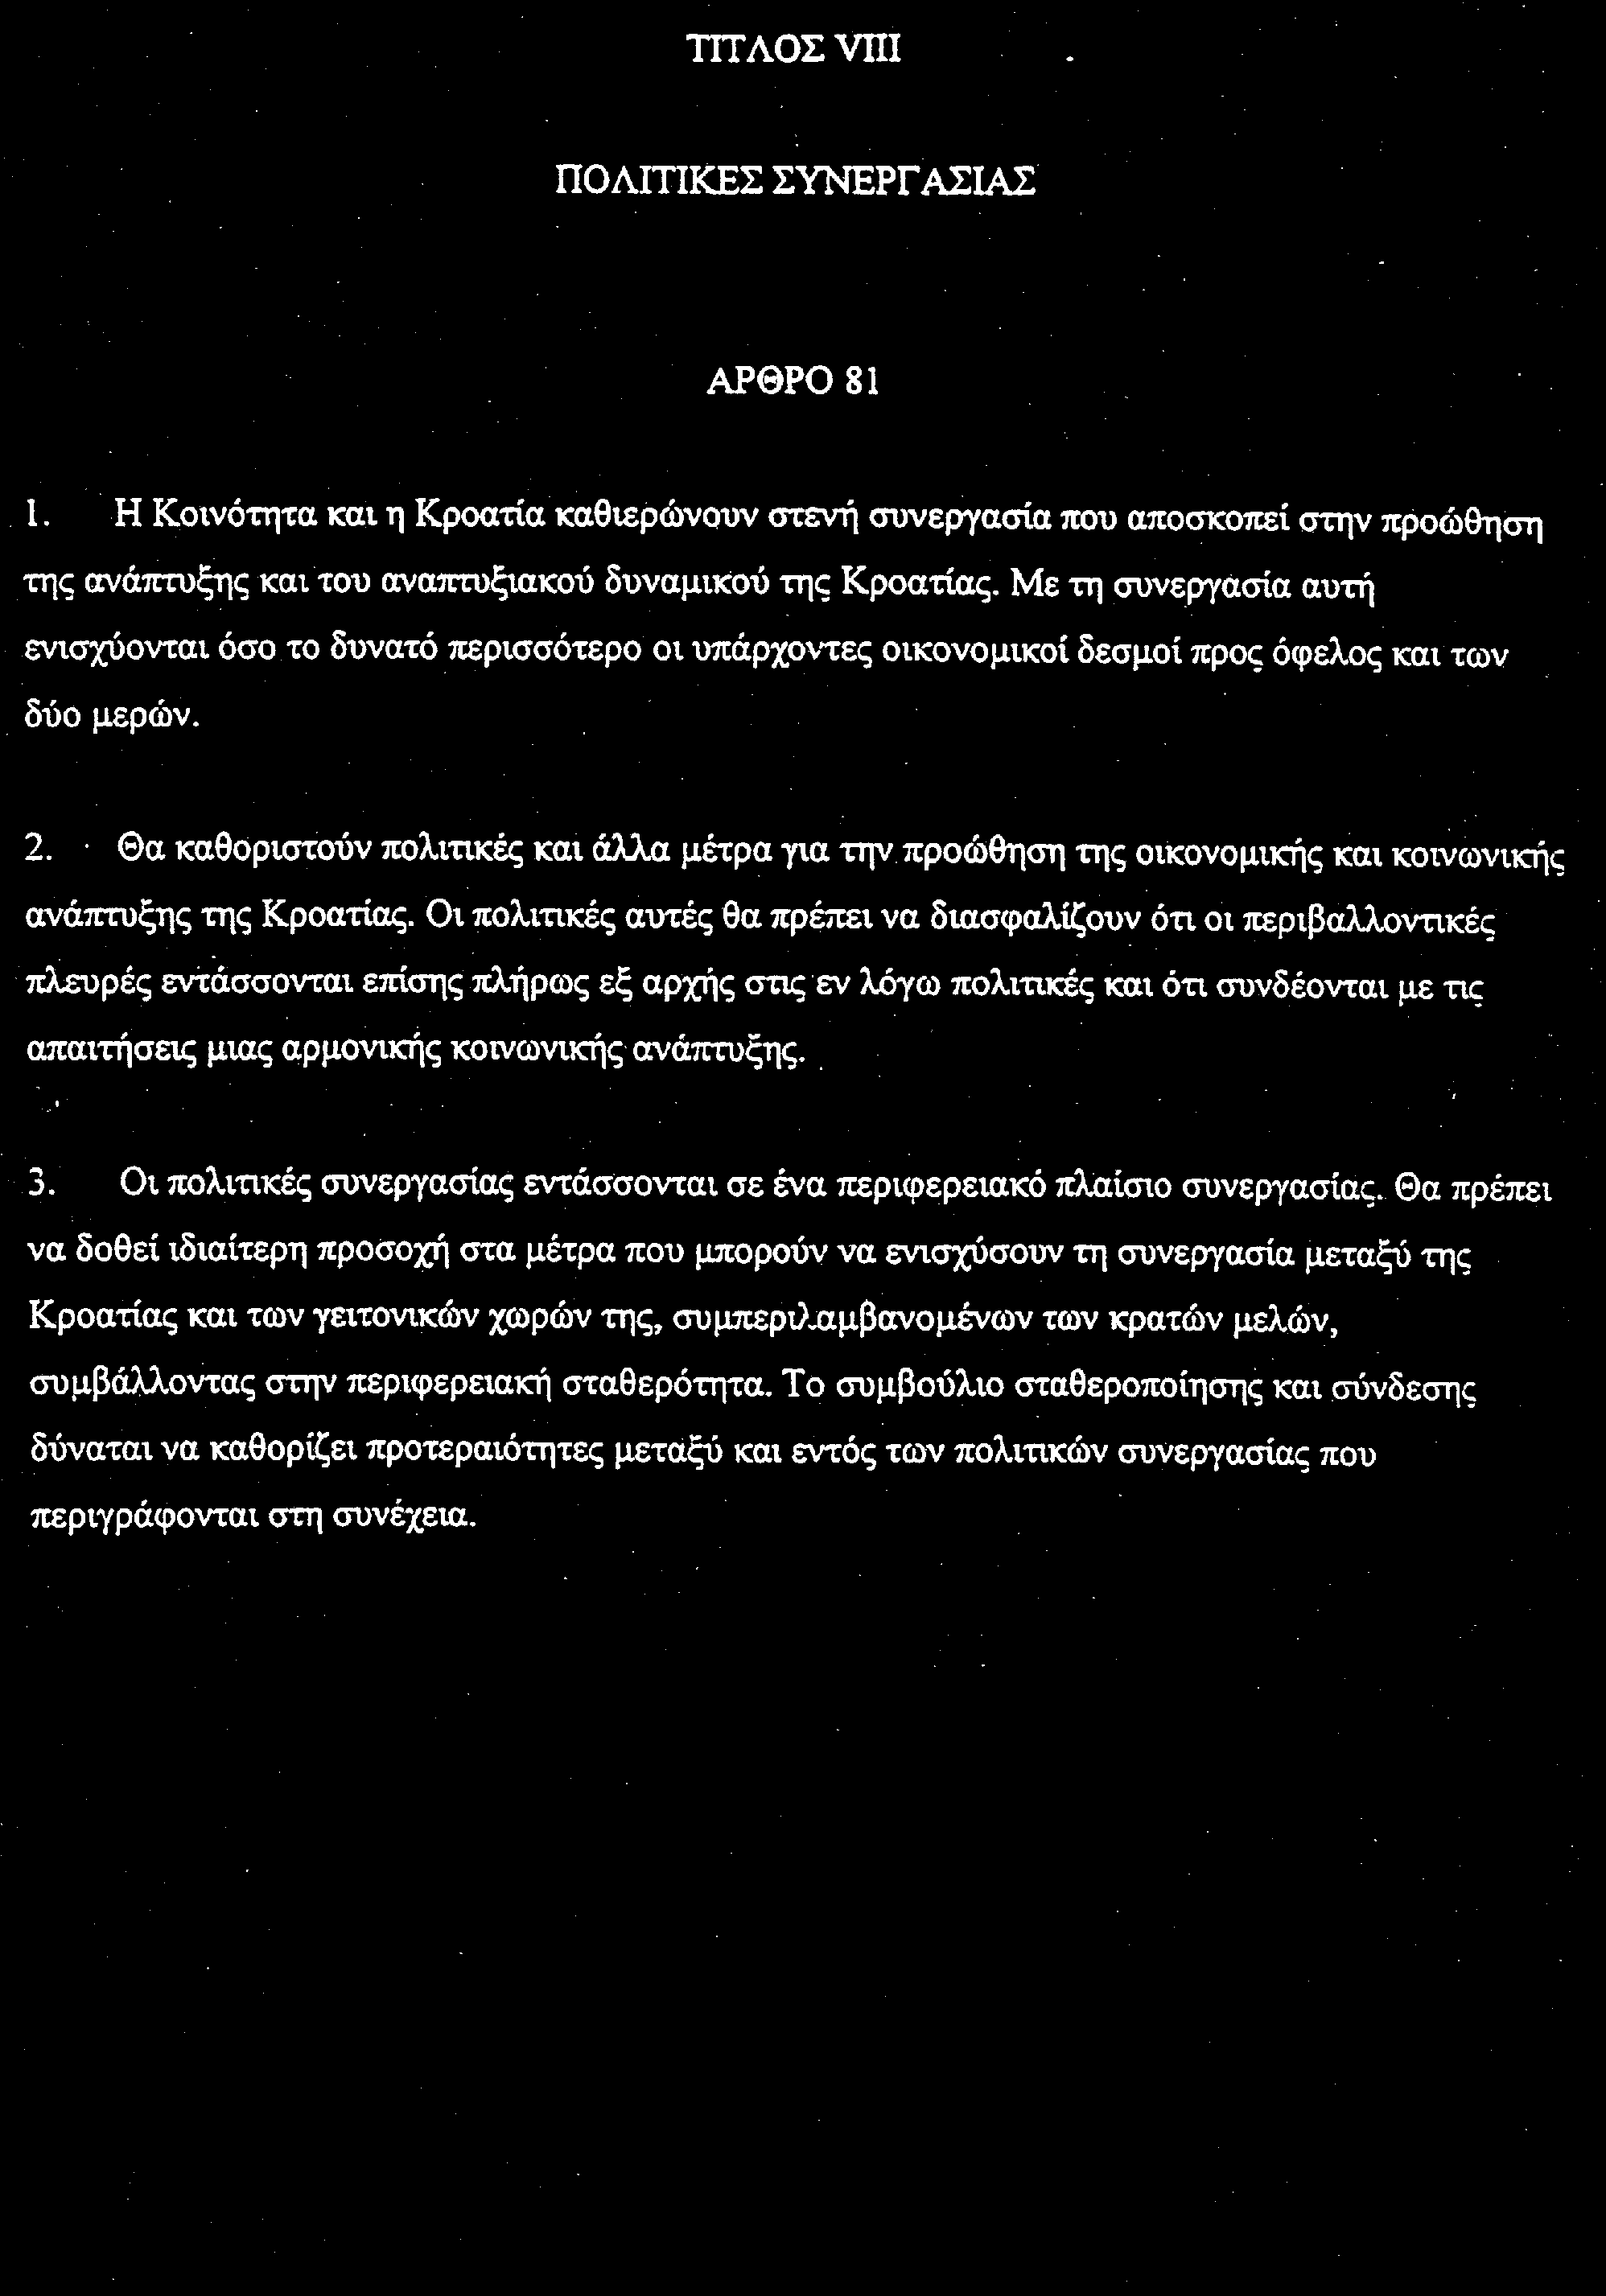 ΤΙΤΛΟΣ VIII
ΠΟΛΙΤΙΚΕΣ ΣΥΝΕΡΓΑΣΙΑΣ
ΑΡΘΡΟ 81
1. Η Κοινότητα και η Κροατία καθιερώνουν στενή συνεργασία που αποσκοπεί στην προώθηση
της ανάπτυξης και του αναπτυξιακού δυναμικού της Κροατίας. Με τη συνεργασία αυτή
ενισχύονται όσο το δυνατό περισσότερο οι υπάρχοντες οικονομικοί δεσμοί προς όφελος και των
δύο μερών.
2. Θα καθοριστούν πολιτικές και άλλα μέτρα για την προώθηση της οικονομικής και κοινωνικής
ανάπτυξης της Κροατίας. Οι πολιτικές αυτές θα πρέπει να διασφαλίζουν ότι οι περιβαλλοντικές
πλευρές εντάσσονται επίσης πλήρως εξ αρχής στις εν λόγω πολιτικές και ότι συνδέονται με τις
απαιτήσεις μιας αρμονικής κοινωνικής ανάπτυξης.
3. Οι πολιτικές συνεργασίας εντάσσονται σε ένα περιφερειακό πλαίσιο συνεργασίας. Θα πρέπει
να δοθεί ιδιαίτερη προσοχή στα μέτρα που μπορούν να ενισχύσουν τη συνεργασία μεταξύ της
Κροατίας και των γειτονικών χωρών της, συμπεριλαμβανομένων των κρατών μελών,
συμβάλλοντας στην περιφερειακή σταθερότητα. Το συμβούλιο σταθεροποίησης και σύνδεσης
δύναται να καθορίζει προτεραιότητες μεταξύ και εντός των πολιτικών συνεργασίας που
περιγράφονται στη συνέχεια.